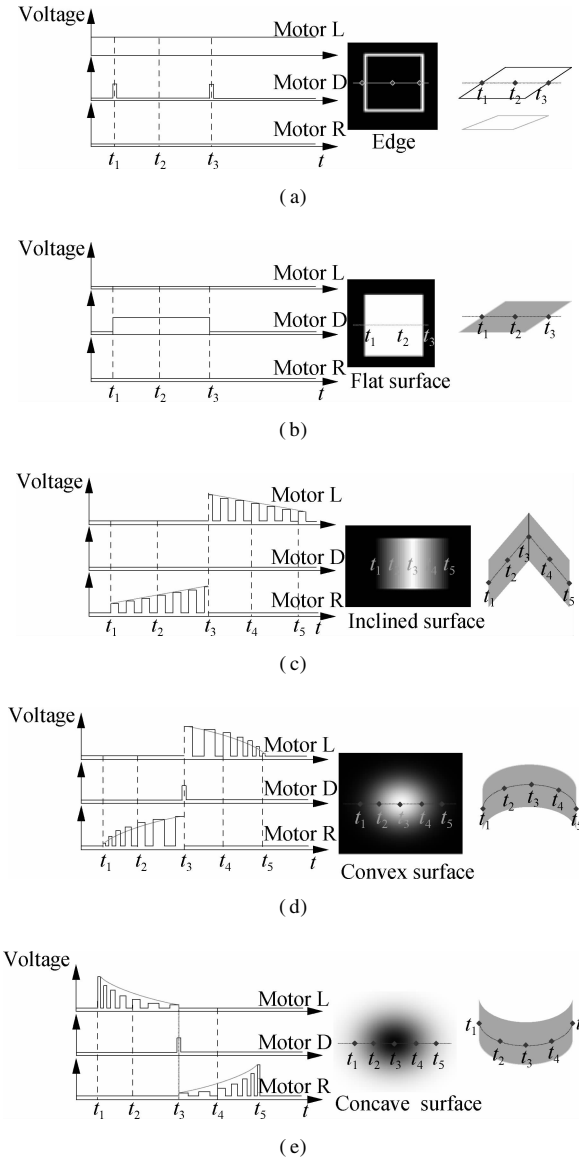 Voltage
Motor L
Motor D
Motor R
t1 t2 t3 t
Edge
t1 t2 t3
(a)
Voltage
Motor L
Motor D
Motor R
t1 t2 t3 t
t1 t2 t3
Flat surface
t1 t2 t3
(b)
Voltage
Motor L
Motor D
Motor R
t1 t2 t3 t4 t5 t
t1 t3 t5
Inclined surface
t1 t2 t3 t4 t5
(c)
Voltage
Motor L
Motor D
Motor R
t1 t2 t3 t4 t5 t
t1 t2 t3 t4 t5
Convex surface
t1 t2 t3 t4 t5
(d)
Voltage
Motor L
Motor D
Motor R
t1 t2 t3 t4 t5 t
t1 t2 t3 t4 t5
Concave surface
t1 t2 t3 t4
(e)